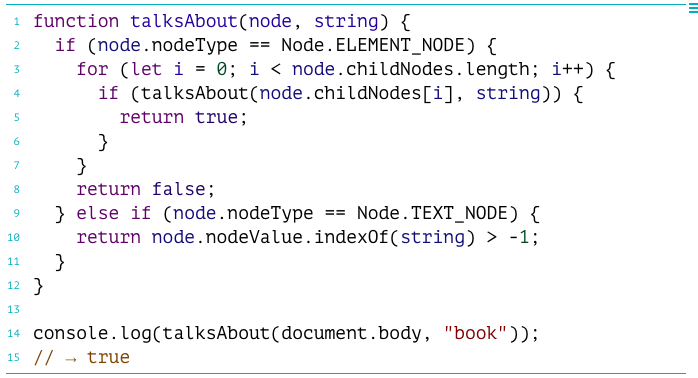 1 function talksAbout(node, string) {
2   if (node.nodeType == Node.ELEMENT_NODE) {
3     for (let i = 0; i < node.childNodes.length; i++) {
4       if (talksAbout(node.childNodes[i], string)) {
5         return true;
6       }
7     }
8     return false;
9   } else if (node.nodeType == Node.TEXT_NODE) {
10     return node.nodeValue.indexOf(string) > -1;
11   }
12 }
13
14 console.log(talksAbout(document.body, "book"));
15 // → true